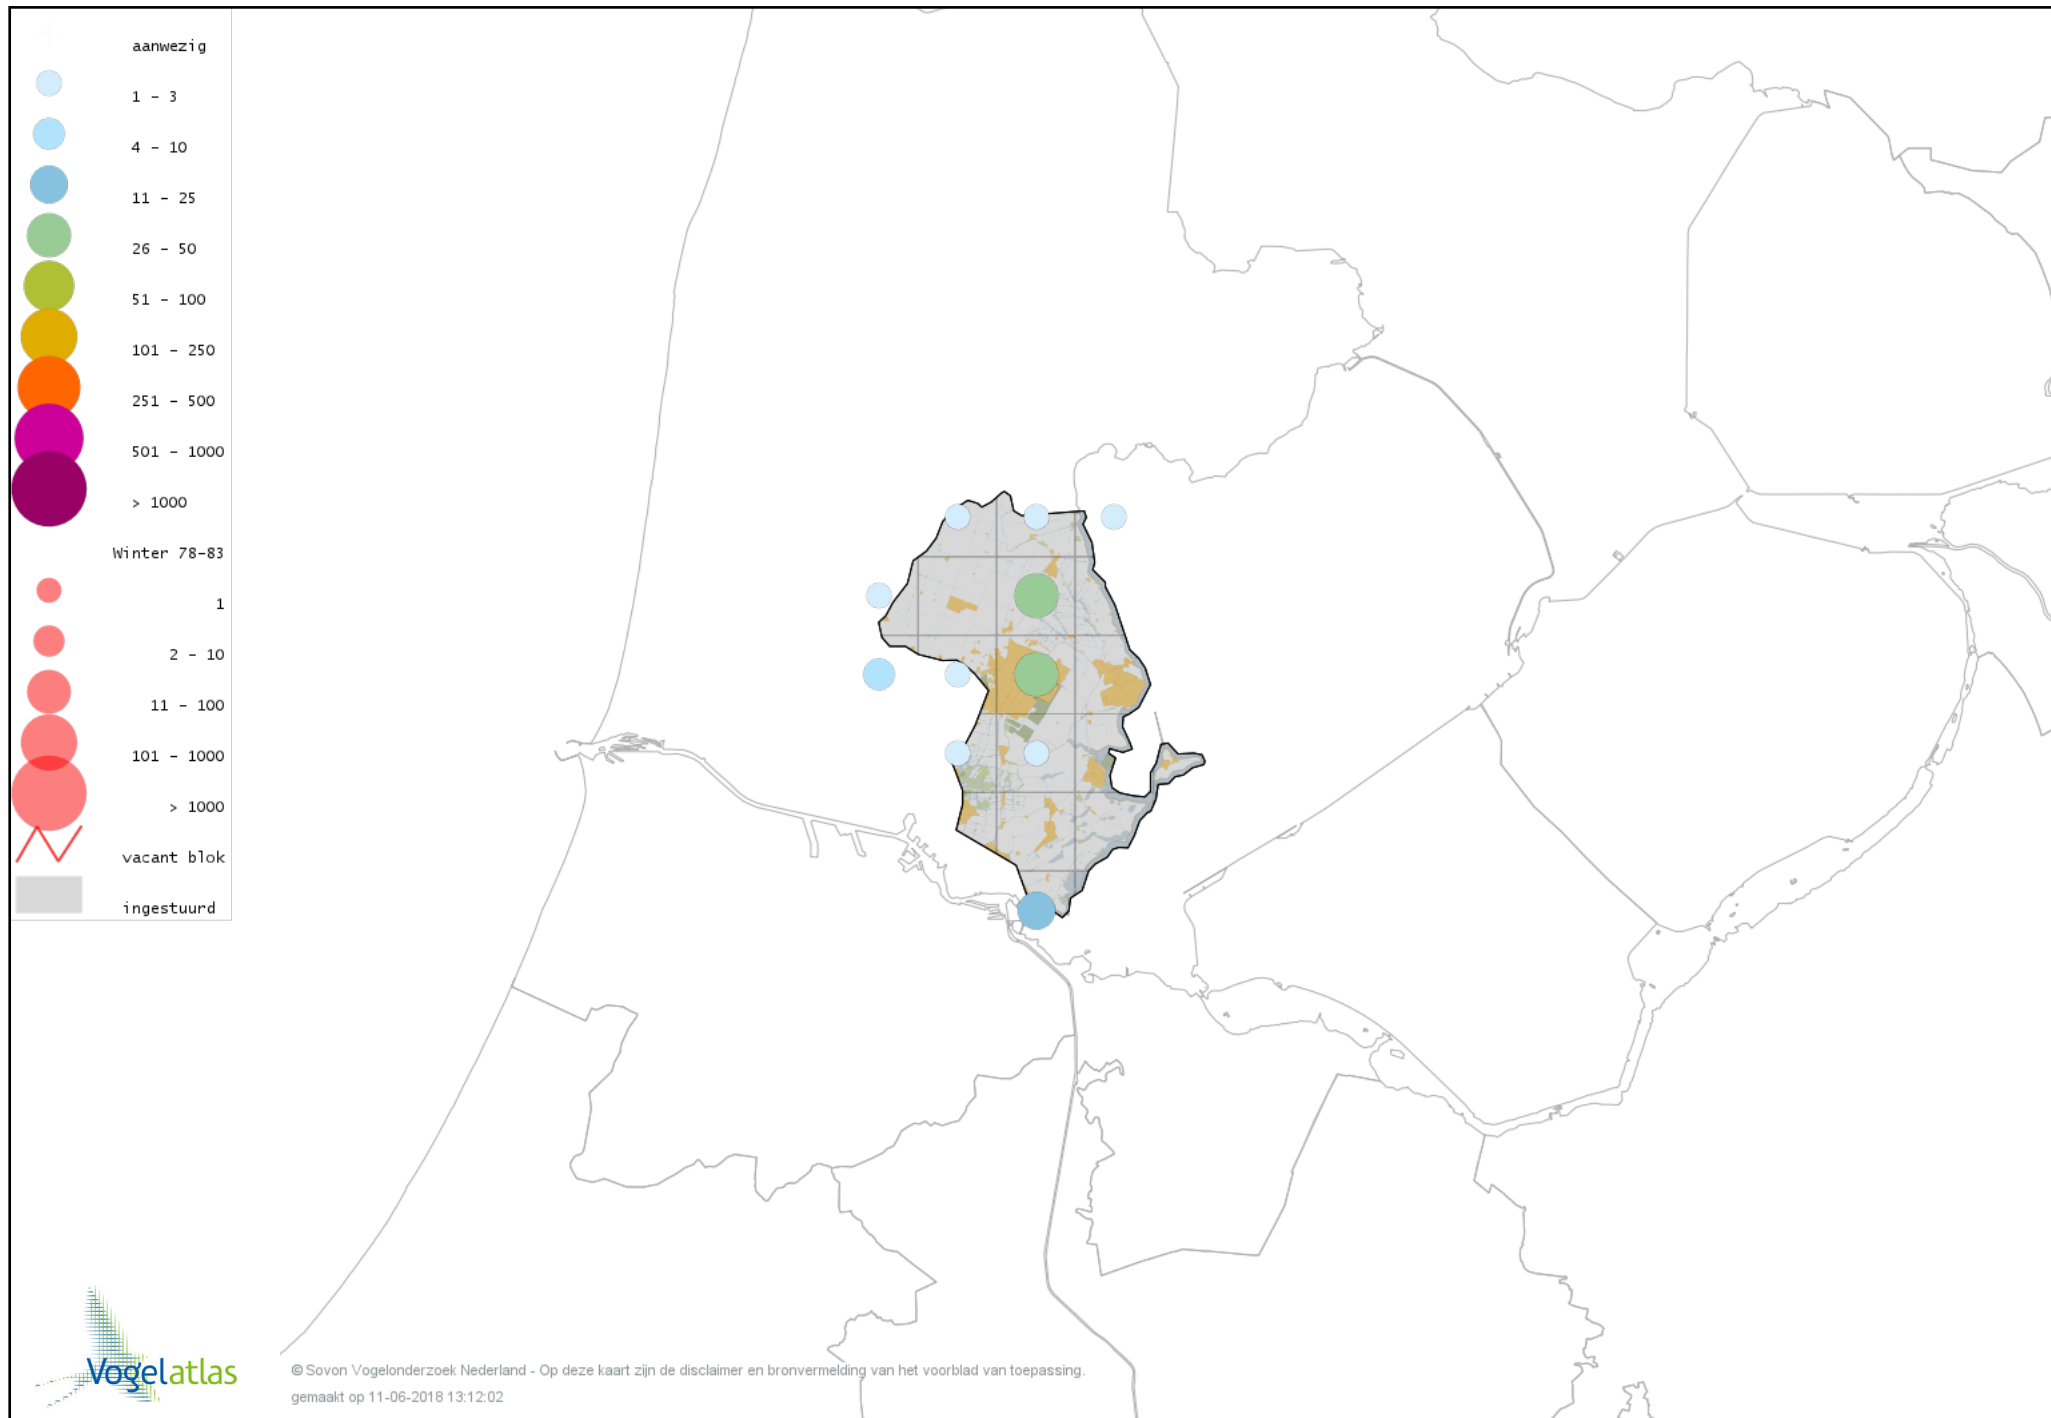 aanwezig
1 - 3
4 - 10
11 - 25
26 - 50
51 - 100
101 - 250
251 - 500
501 - 1000
> 1000
Winter 78-83
1
2 - 10
11 - 100
101 - 1000
> 1000
vacant blok
ingestuurd
Vogelatlas
© Sovon Vogelonderzoek Nederland - Op deze kaart zijn de disclaimer en bronvermelding van het voorblad van toepassing.
gemaakt op 11-06-2018 13:12:02